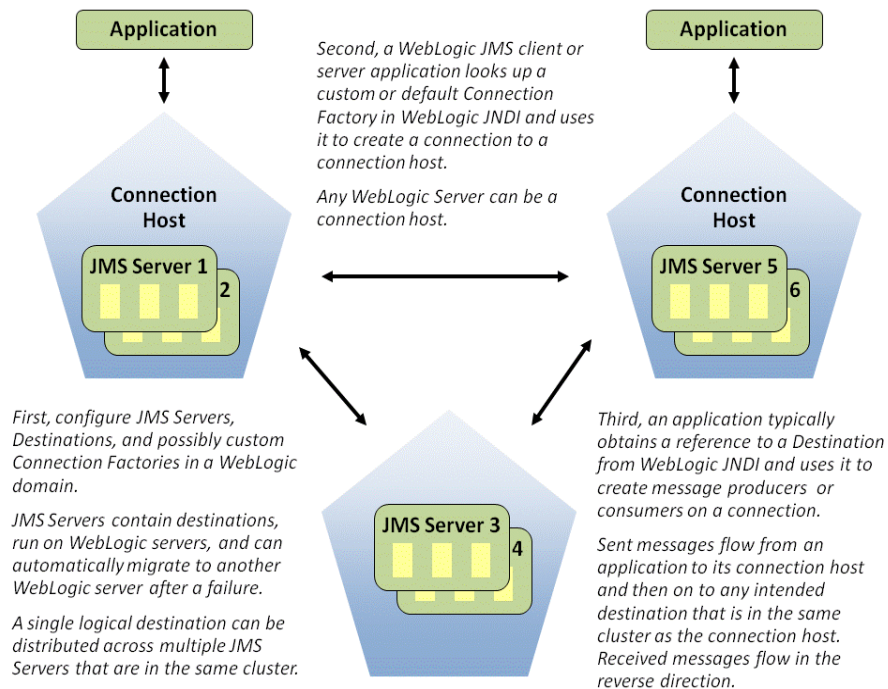 Application
Application
Second, a WebLogic JMS client or
server application looks up a
custom or default Connection
Factory in WebLogic JNDI and uses
it to create a connection to a
connection host.
Any WebLogic Server can be a
connection host.
Connection
Host
JMS Server 1
2
Connection
Host
JMS Server 5
6
First, configure JMS Servers,
Destinations, and possibly custom
Connection Factories in a WebLogic
domain.
JMS Servers contain destinations,
run on WebLogic servers, and can
automatically migrate to another
WebLogic server after a failure.
A single logical destination can be
distributed across multiple JMS
Servers that are in the same cluster.
JMS Server 3
4
Third, an application typically
obtains a reference to a Destination
from WebLogic JNDI and uses it to
create message producers or
consumers on a connection.
Sent messages flow from an
application to its connection host
and then on to any intended
destination that is in the same
cluster as the connection host.
Received messages flow in the
reverse direction.